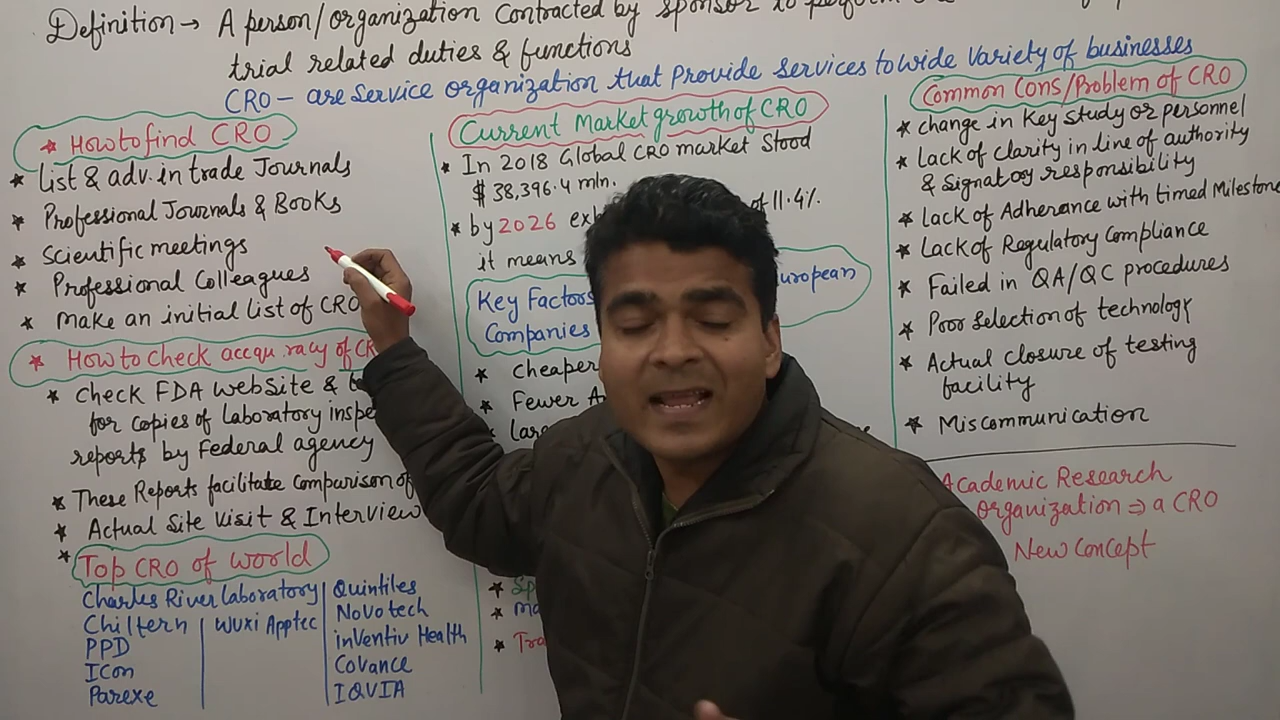 Definition → A person/organization contracted by sponsor to perform
trial related duties & functions
CRO - are service organization that provide services to wide variety of businesses
* How to find CRO
* List & adv. in trade Journals
* Professional Journals & Books
* Scientific meetings
* Professional Colleagues
* Make an initial list of CRO
* How to check accqu racy of
* Check FDA website &
for copies of Laboratory
reports by Federal agency
* These Reports facilitate comparison of
* Actual Site Visit & Interview
* Top CRO of world
Charles River laboratory
Chiltern
PPD
Icon
Parexe
Wuxi Apptec
Quintiles
Novotech
inVentiv Health
Covance
IQVIA
Current Market growth of CRO
* In 2018 Global CRO market Stood
$ 38,396.4 mln.
* by 2026 of 11.4%.
it means
Key Factors
Companies
* cheaper
* Fewer
*
*
*
*
Common Cons/Problem of CRO
* change in Key study or personnel
* Lack of Clarity in line of authority
& Signatory responsibility
* Lack of Adherence with timed Milestone
* Lack of Regulatory Compliance
* Failed in QA/QC procedures
* Poor selection of technology
* Actual closure of testing
facility
* Miscommunication
Academic Research
Organization ⇒ a CRO
New Concept